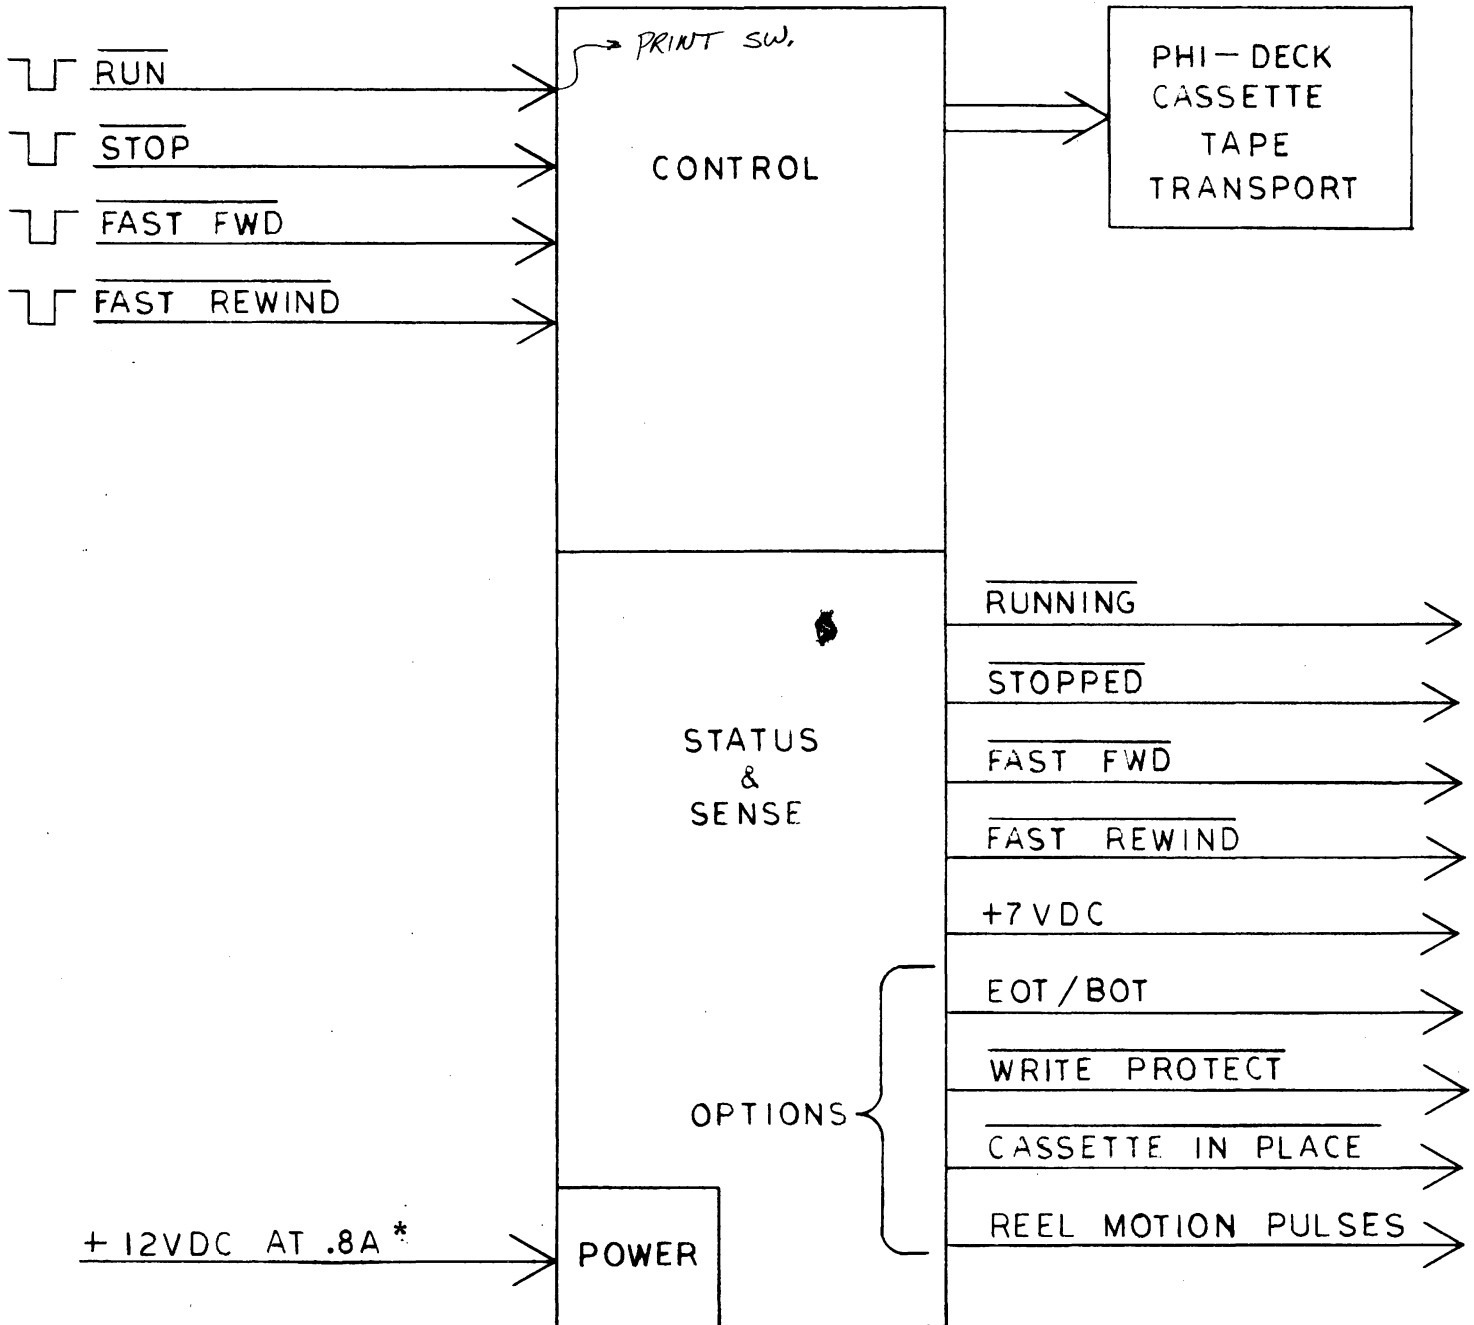 PRINT SW.
RUN
STOP
FAST FWD
FAST REWIND
CONTROL
PHI-DECK
CASSETTE
TAPE
TRANSPORT
STATUS
&
SENSE
RUNNING
STOPPED
FAST FWD
FAST REWIND
+7VDC
EOT/BOT
WRITE PROTECT
CASSETTE IN PLACE
REEL MOTION PULSES
OPTIONS
+12VDC AT .8A*
POWER